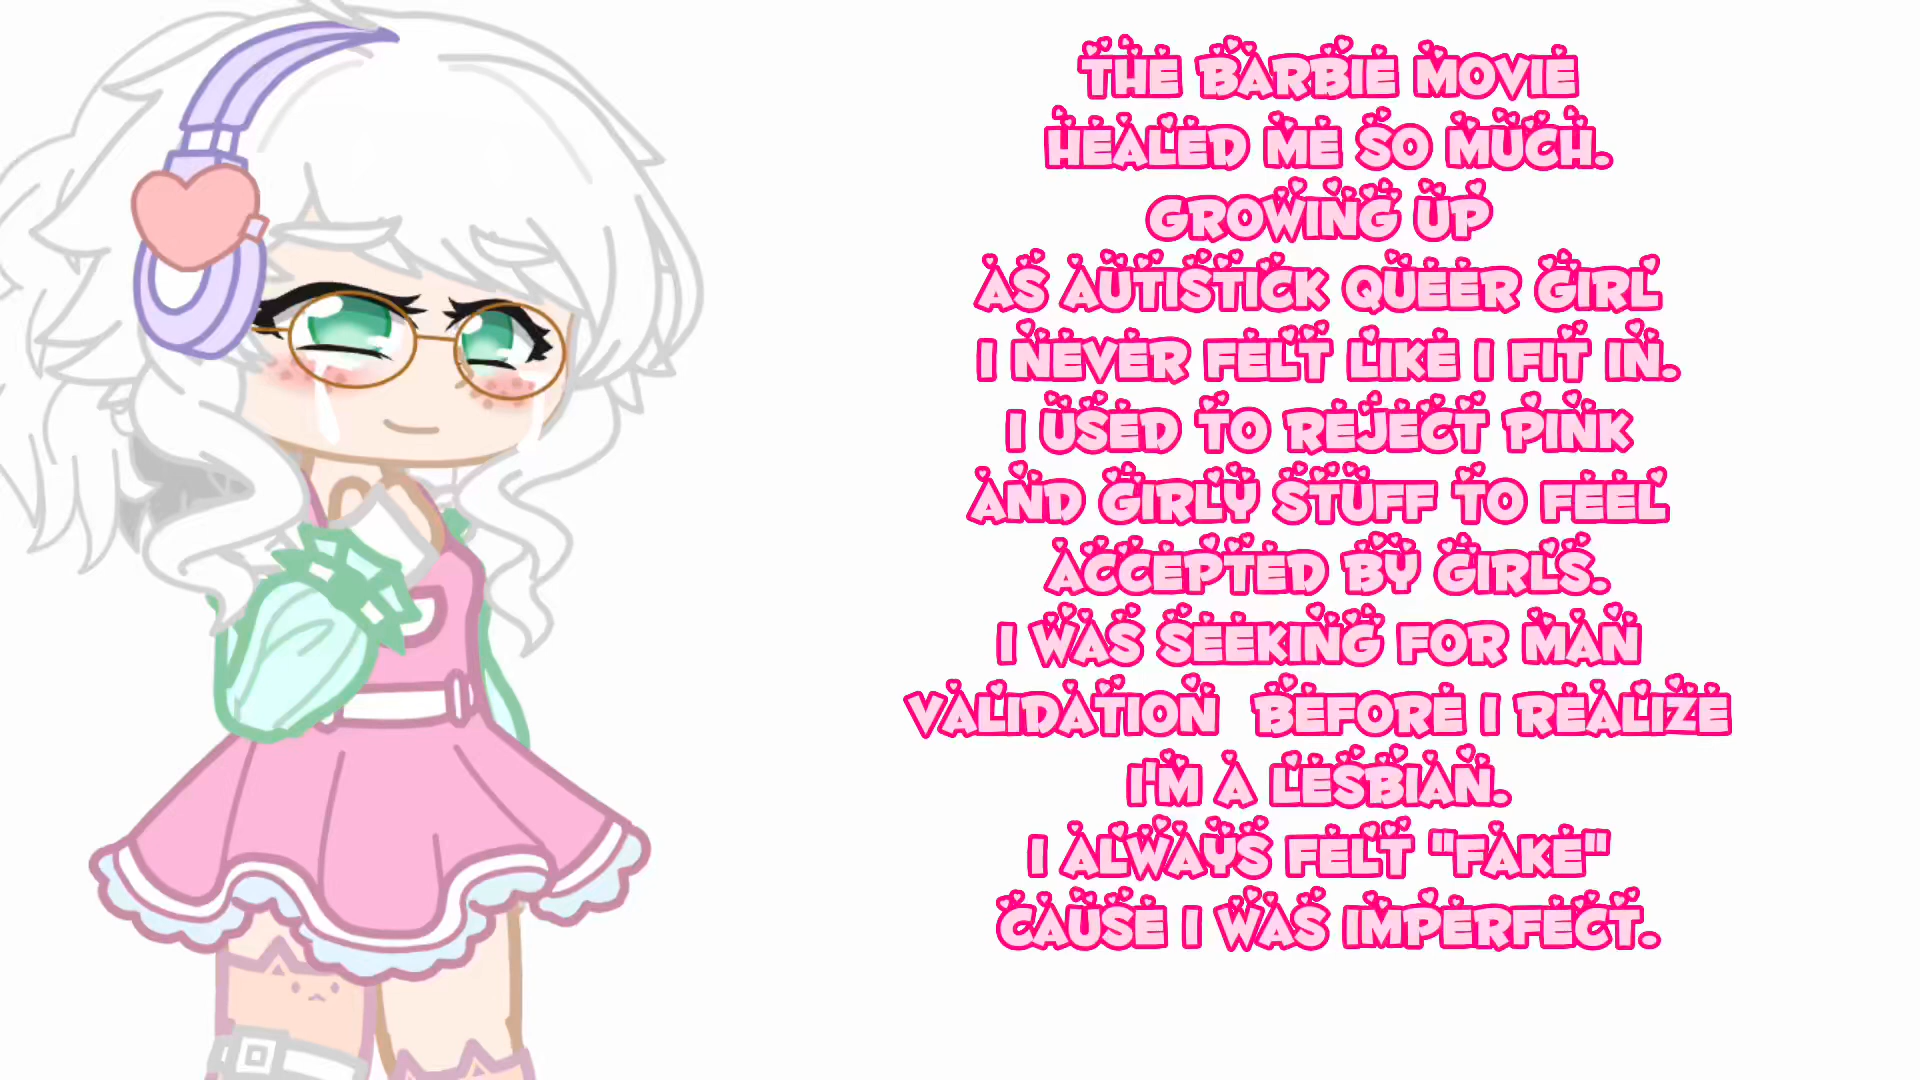 THE BARBIE MOVIE
HEALED ME SO MUCH.
GROWING UP
AS AUTISTICK QUEER GIRL
I NEVER FELT LIKE I FIT IN.
I USED TO REJECT PINK
AND GIRLY STUFF TO FEEL
ACCEPTED BY GIRLS.
I WAS SEEKING FOR MAN
VALIDATION BEFORE I REALIZE
I'M A LESBIAN.
I ALWAYS FELT "FAKE"
CAUSE I WAS IMPERFECT.